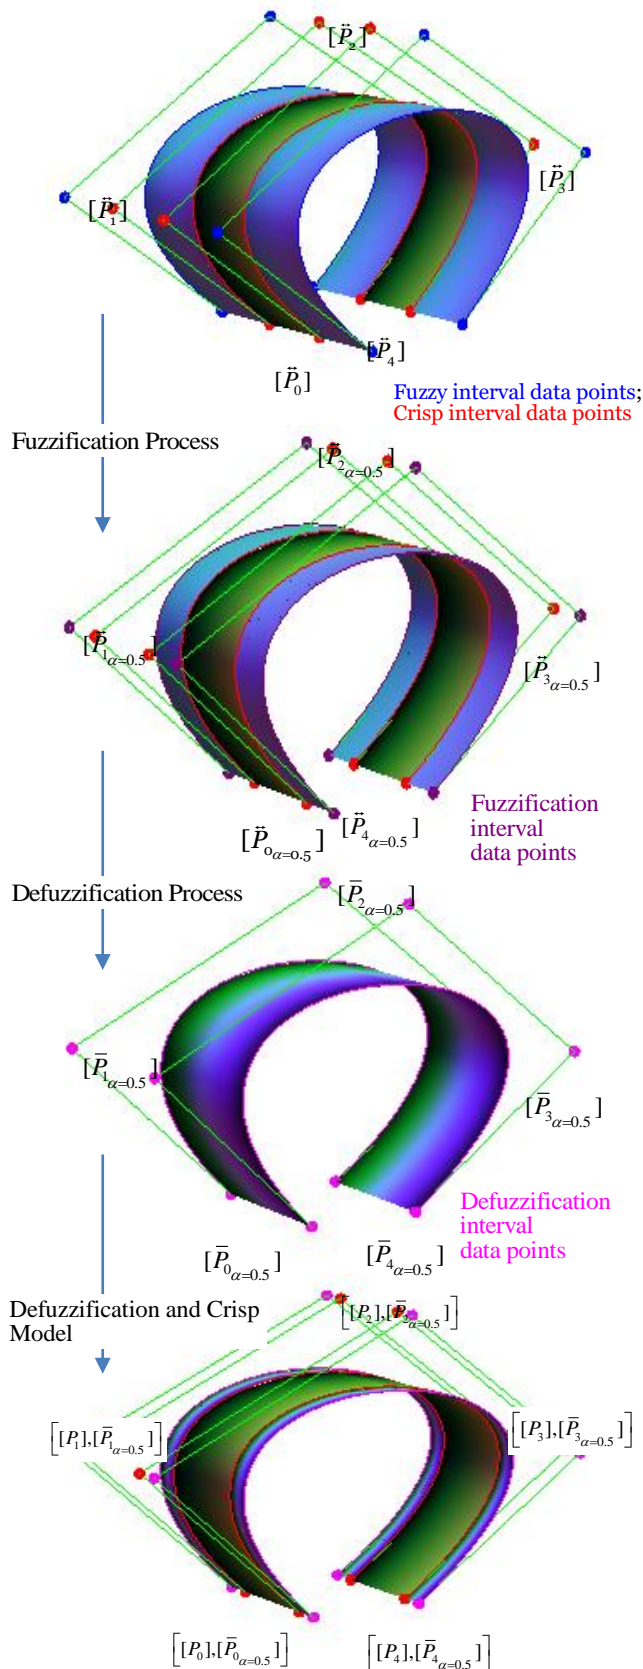 [P⃡₂]
[P⃡₁]
[P⃡₃]
[P⃡₄]
[P⃡₀]
Fuzzy interval data points;
Crisp interval data points
Fuzzification Process
[P⃡₂α=0.5]
[P⃡₁α=0.5]
[P⃡₃α=0.5]
Fuzzification
interval
data points
[P⃡₀α=0.5]
[P⃡₄α=0.5]
Defuzzification Process
[P̅₂α=0.5]
[P̅₁α=0.5]
[P̅₃α=0.5]
Defuzzification
interval
data points
[P̅₀α=0.5]
[P̅₄α=0.5]
Defuzzification and Crisp
Model
[[P₂],[P̅₂α=0.5]]
[[P₁],[P̅₁α=0.5]]
[[P₃],[P̅₃α=0.5]]
[[P₀],[P̅₀α=0.5]]
[[P₄],[P̅₄α=0.5]]